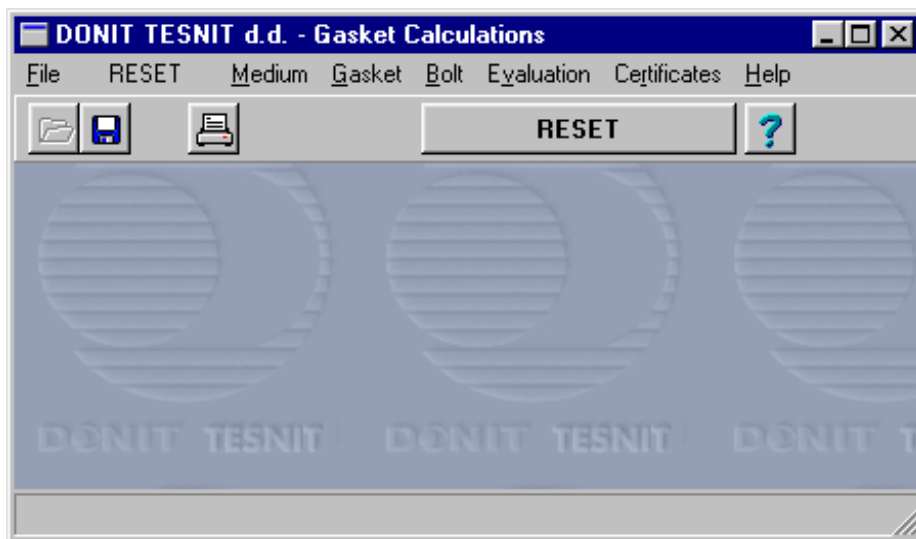 DONIT TESNIT d.d. - Gasket Calculations
File RESET Medium Gasket Bolt Evaluation Certificates Help
RESET ?
DONIT TESNIT DONIT TESNIT DONIT T